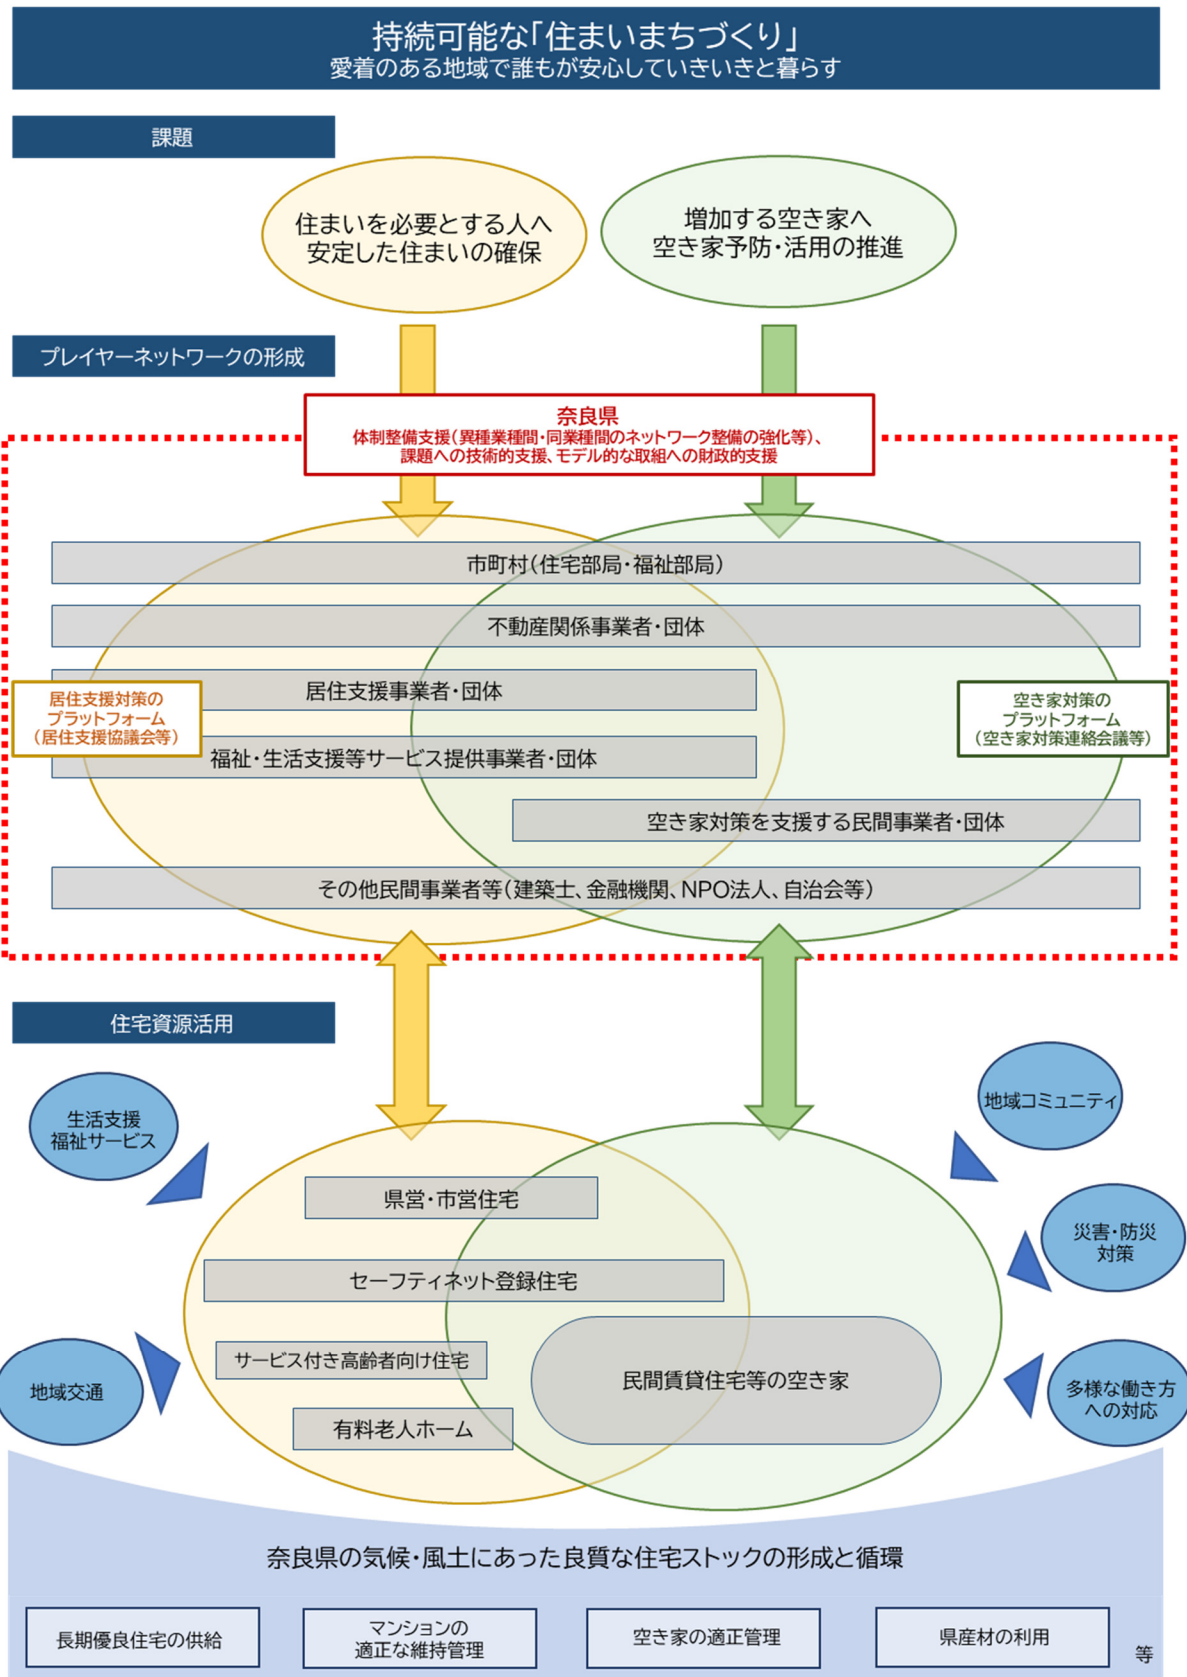 持続可能な「住まいまちづくり」
愛着のある地域で誰もが安心していきいきと暮らす
課題
住まいを必要とする人へ
安定した住まいの確保
増加する空き家へ
空き家予防・活用の推進
プレイヤーネットワークの形成
奈良県
体制整備支援(異種業種間・同業種間のネットワーク整備の強化等)、
課題への技術的支援、モデル的な取組への財政的支援
市町村(住宅部局・福祉部局)
不動産関係事業者・団体
居住支援事業者・団体
居住支援対策の
プラットフォーム
(居住支援協議会等)
空き家対策の
プラットフォーム
(空き家対策連絡会議等)
福祉・生活支援等サービス提供事業者・団体
空き家対策を支援する民間事業者・団体
その他民間事業者等(建築士、金融機関、NPO法人、自治会等)
住宅資源活用
生活支援
福祉サービス
地域コミュニティ
県営・市営住宅
災害・防災
対策
セーフティネット登録住宅
サービス付き高齢者向け住宅
民間賃貸住宅等の空き家
地域交通
多様な働き方
への対応
有料老人ホーム
奈良県の気候・風土にあった良質な住宅ストックの形成と循環
長期優良住宅の供給
マンションの
適正な維持管理
空き家の適正管理
県産材の利用
等